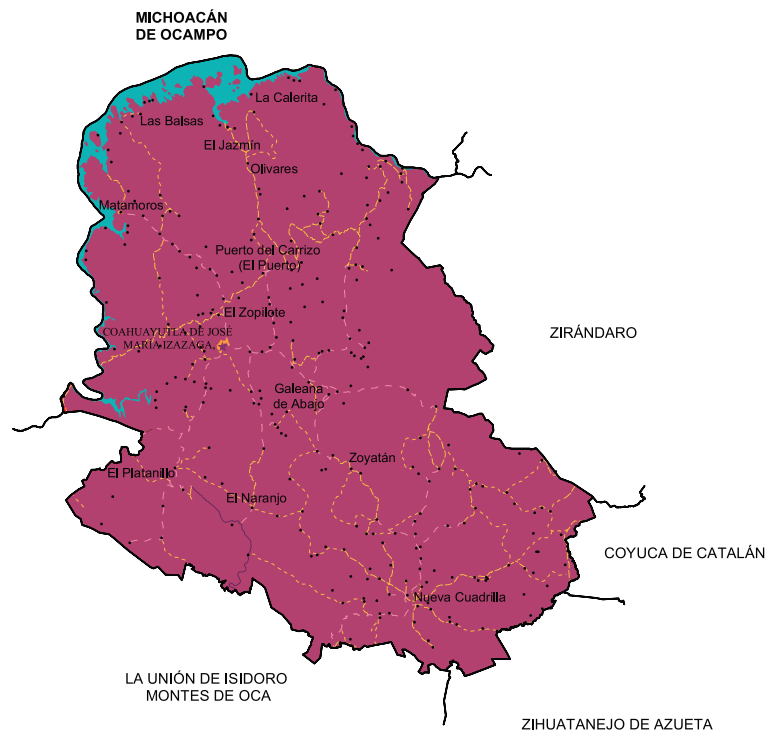 MICHOACÁN
DE OCAMPO
La Calerita
Las Balsas
El Jazmín
Olivares
Matamoros
Puerto del Carrizo
(El Puerto)
El Zopilote
COAHUAYUTLA DE JOSÉ
MARÍA IZAZAGA
ZIRÁNDARO
Galeana
de Abajo
Zoyatán
El Platanillo
El Naranjo
COYUCA DE CATALÁN
Nueva Cuadrilla
LA UNIÓN DE ISIDORO
MONTES DE OCA
ZIHUATANEJO DE AZUETA